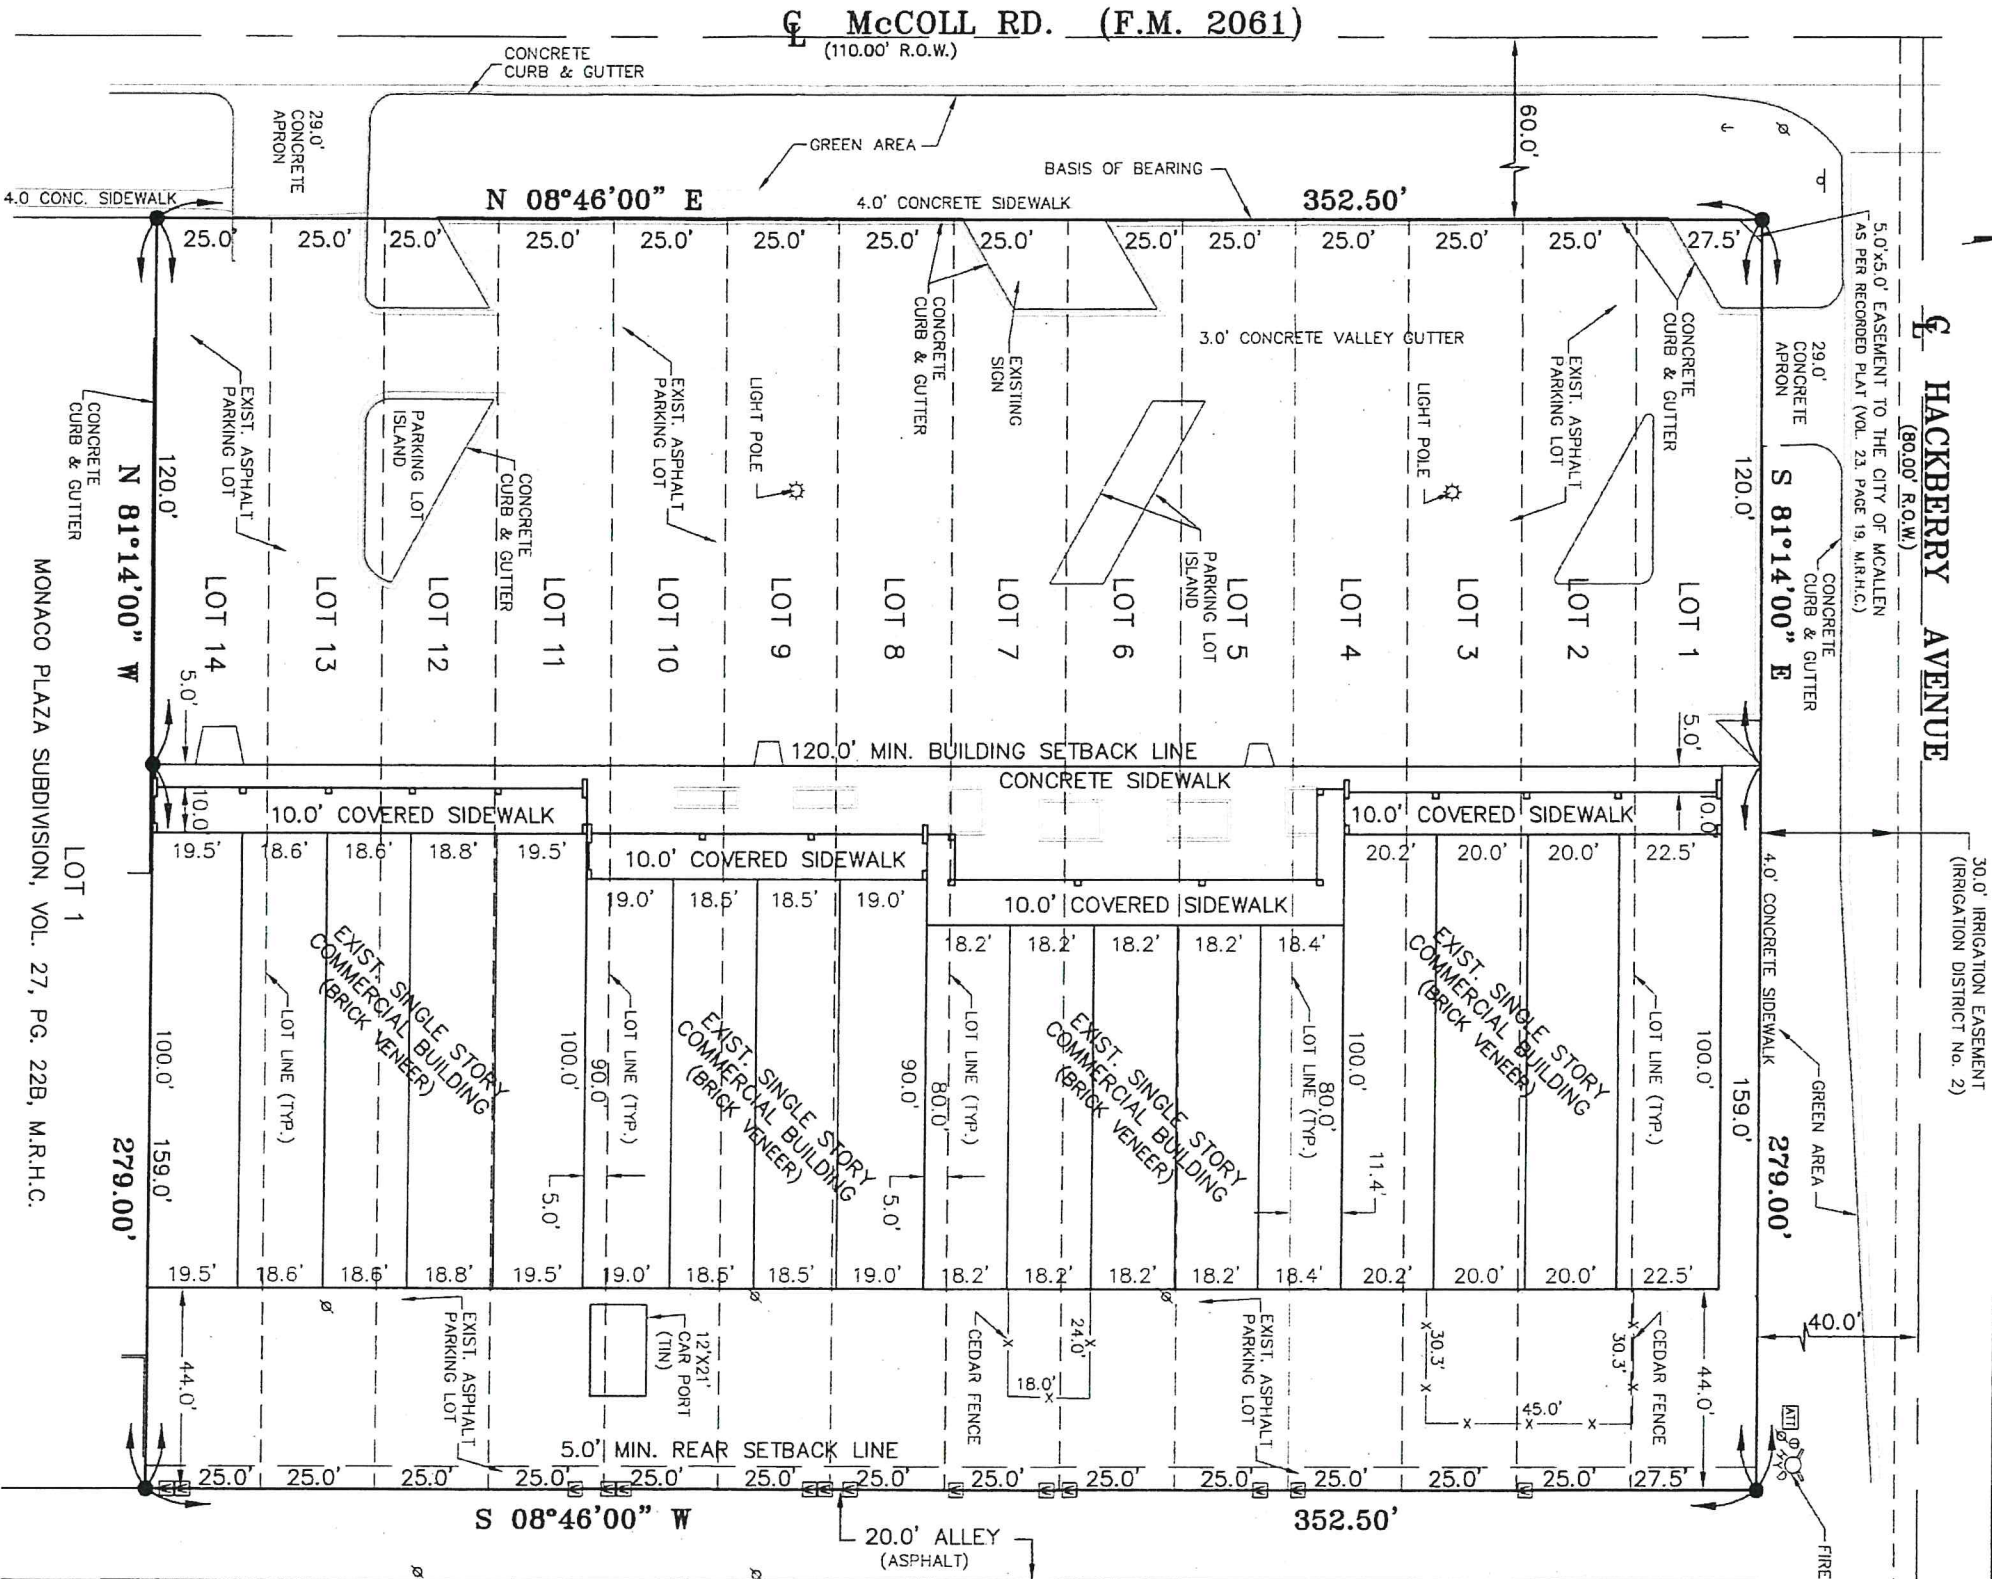 ℄ McCOLL RD. (F.M. 2061)
(110.00' R.O.W.)
CONCRETE
CURB & GUTTER
29.0'
CONCRETE
APRON
GREEN AREA
60.0'
BASIS OF BEARING
4.0 CONC. SIDEWALK
N 08°46'00" E
4.0' CONCRETE SIDEWALK
352.50'
25.0' 25.0' 25.0' 25.0' 25.0' 25.0' 25.0' 25.0' 25.0' 25.0' 25.0' 25.0' 25.0' 27.5'
5.0'x5.0' EASEMENT TO THE CITY OF MCALLEN
AS PER RECORDED PLAT (VOL. 23, PAGE 19, M.R.H.C.)
℄ HACKBERRY AVENUE
(80.00' R.O.W.)
CONCRETE
CURB & GUTTER
EXISTING
SIGN
3.0' CONCRETE VALLEY GUTTER
CONCRETE
CURB & GUTTER
29.0'
CONCRETE
APRON
EXIST. ASPHALT
PARKING LOT
PARKING LOT
ISLAND
CONCRETE
CURB & GUTTER
EXIST. ASPHALT
PARKING LOT
LIGHT POLE
LIGHT POLE
EXIST. ASPHALT
PARKING LOT
PARKING LOT
ISLAND
CONCRETE
CURB & GUTTER
CONCRETE
CURB & GUTTER
120.0'
N 81°14'00" W
120.0'
S 81°14'00" E
LOT 14
LOT 13
LOT 12
LOT 11
LOT 10
LOT 9
LOT 8
LOT 7
LOT 6
LOT 5
LOT 4
LOT 3
LOT 2
LOT 1
5.0'
5.0'
120.0' MIN. BUILDING SETBACK LINE
CONCRETE SIDEWALK
10.0'
10.0' COVERED SIDEWALK
10.0' COVERED SIDEWALK
10.0' COVERED SIDEWALK
10.0' COVERED SIDEWALK
10.0
19.5' 18.6' 18.6' 18.8' 19.5'
19.0' 18.5' 18.5' 19.0'
18.2' 18.2' 18.2' 18.2' 18.4'
20.2' 20.0' 20.0' 22.5'
4.0' CONCRETE SIDEWALK
30.0' IRRIGATION EASEMENT
(IRRIGATION DISTRICT No. 2)
EXIST. SINGLE STORY
COMMERCIAL BUILDING
(BRICK VENEER)
EXIST. SINGLE STORY
COMMERCIAL BUILDING
(BRICK VENEER)
EXIST. SINGLE STORY
COMMERCIAL BUILDING
(BRICK VENEER)
EXIST. SINGLE STORY
COMMERCIAL BUILDING
(BRICK VENEER)
LOT LINE (TYP.)
LOT LINE (TYP.)
LOT LINE (TYP.)
LOT LINE (TYP.)
LOT LINE (TYP.)
100.0'
100.0'
90.0'
90.0'
80.0'
80.0'
100.0'
100.0'
5.0'
5.0'
11.4'
159.0'
279.00'
159.0'
279.00'
GREEN AREA
LOT 1
MONACO PLAZA SUBDIVISION, VOL. 27, PG. 22B, M.R.H.C.
19.5' 18.6' 18.6' 18.8' 19.5' 19.0' 18.5' 18.5' 19.0' 18.2' 18.2' 18.2' 18.2' 18.4' 20.2' 20.0' 20.0' 22.5'
44.0'
EXIST. ASPHALT
PARKING LOT
12'X21'
CAR PORT
(TIN)
CEDAR FENCE
24.0'
18.0'
EXIST. ASPHALT
PARKING LOT
30.3'
30.3'
45.0'
CEDAR FENCE
44.0'
40.0'
ATT
FIRE
5.0' MIN. REAR SETBACK LINE
25.0' 25.0' 25.0' 25.0' 25.0' 25.0' 25.0' 25.0' 25.0' 25.0' 25.0' 25.0' 25.0' 27.5'
S 08°46'00" W
352.50'
20.0' ALLEY
(ASPHALT)